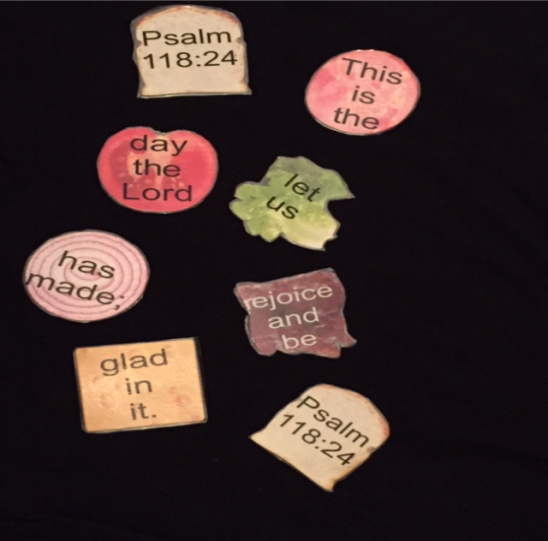 Psalm
118:24
This
is
the
day
the
Lord
let
us
has
made;
rejoice
and
be
glad
in
it.
Psalm
118:24